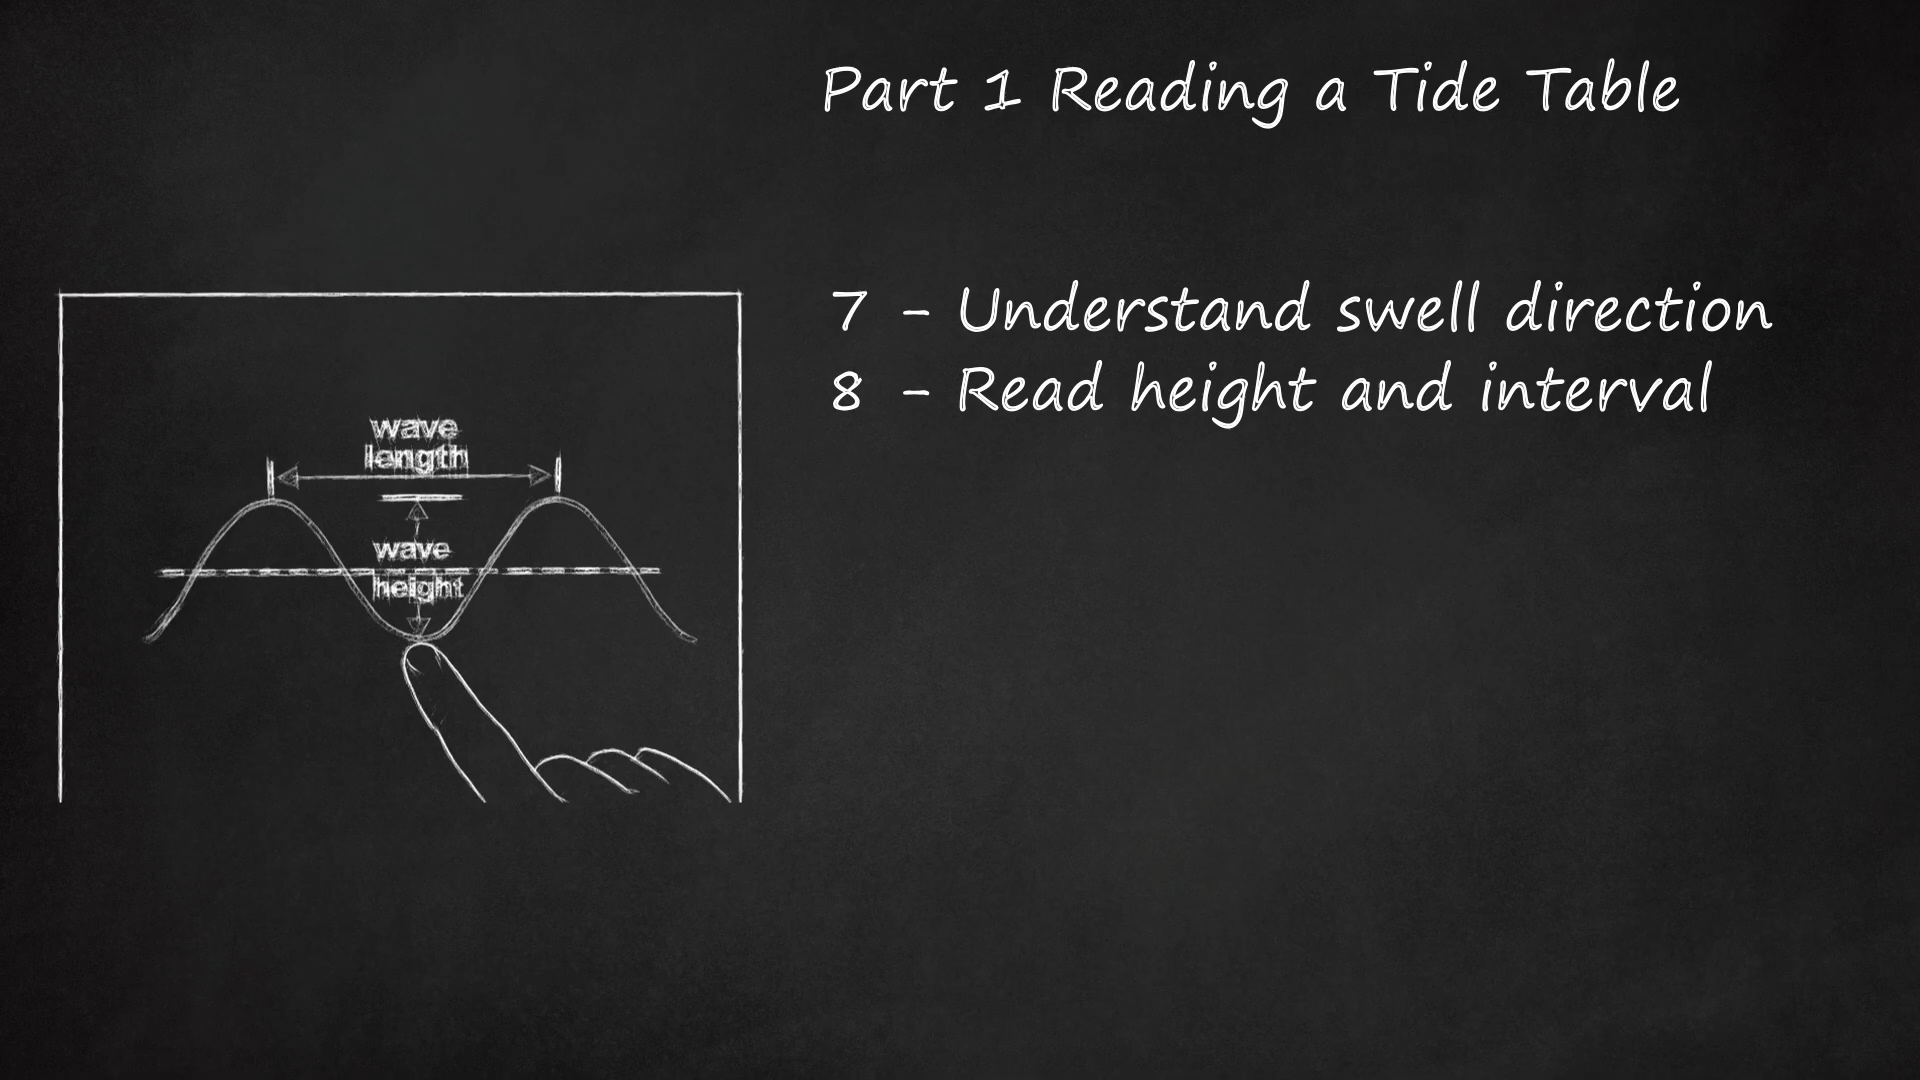 Part 1 Reading a Tide Table
7 - Understand swell direction
8 - Read height and interval
wave
length
wave
height